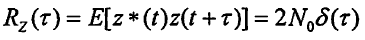 R_Z(τ) = E[z*(t)z(t+τ)] = 2N_0δ(τ)